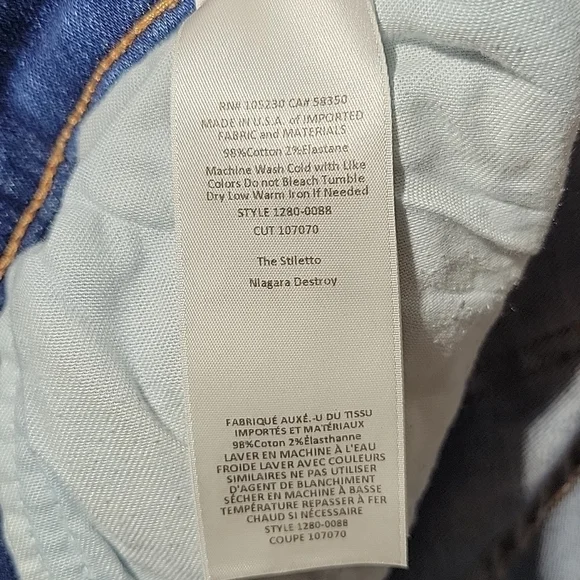 RN# 105230 CA# 58350
MADE IN U.S.A. of IMPORTED
FABRIC and MATERIALS
98%Cotton 2%Elastane
Machine Wash Cold with Like
Colors Do not Bleach Tumble
Dry Low Warm Iron If Needed
STYLE 1280-0088
CUT 107070
The Stiletto
Niagara Destroy
FABRIQUÉ AUXÉ.-U DU TISSU
IMPORTÉS ET MATÉRIAUX
98%Coton 2%Élasthanne
LAVER EN MACHINE À L'EAU
FROIDE LAVER AVEC COULEURS
SIMILAIRES NE PAS UTILISER
D'AGENT DE BLANCHIMENT
SÉCHER EN MACHINE À BASSE
TEMPÉRATURE REPASSER À FER
CHAUD SI NÉCESSAIRE
STYLE 1280-0088
COUPE 107070